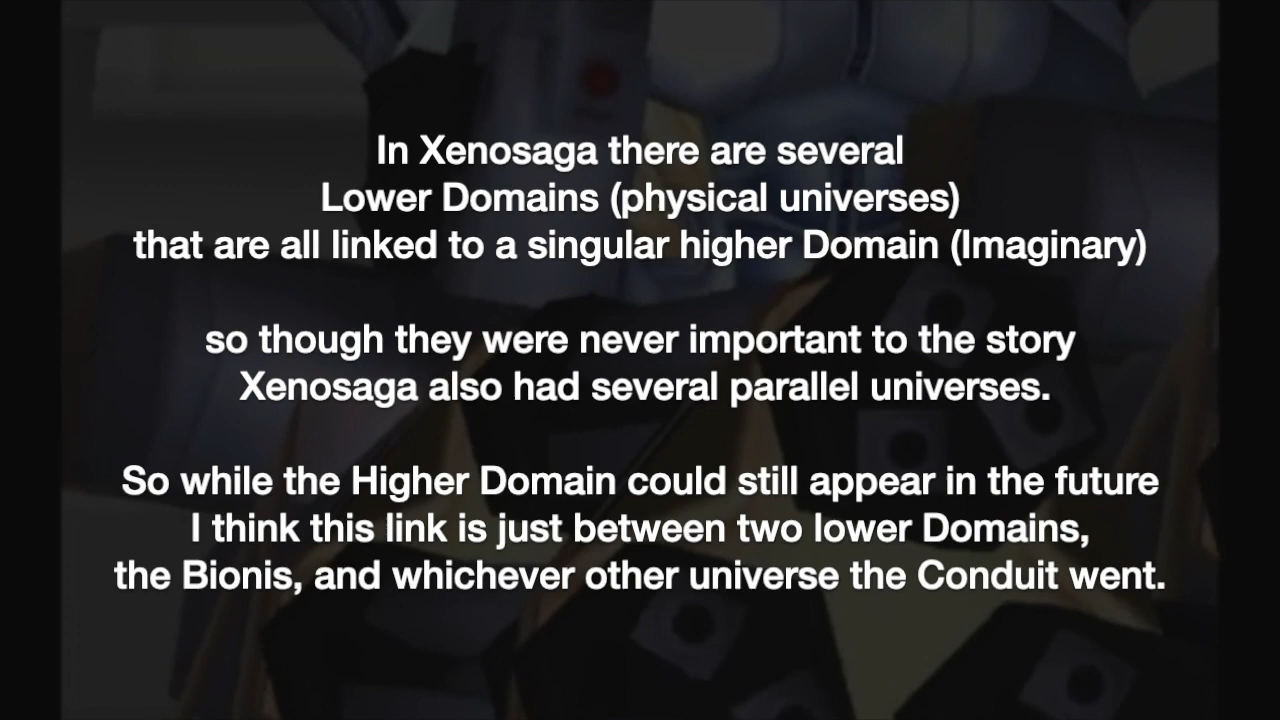 In Xenosaga there are several
Lower Domains (physical universes)
that are all linked to a singular higher Domain (Imaginary)
so though they were never important to the story
Xenosaga also had several parallel universes.
So while the Higher Domain could still appear in the future
I think this link is just between two lower Domains,
the Bionis, and whichever other universe the Conduit went.